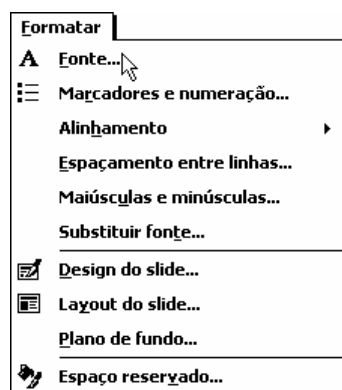 Formatar
Fonte...
Marcadores e numeração...
Alinhamento
Espaçamento entre linhas...
Maiúsculas e minúsculas...
Substituir fonte...
Design do slide...
Layout do slide...
Plano de fundo...
Espaço reservado...